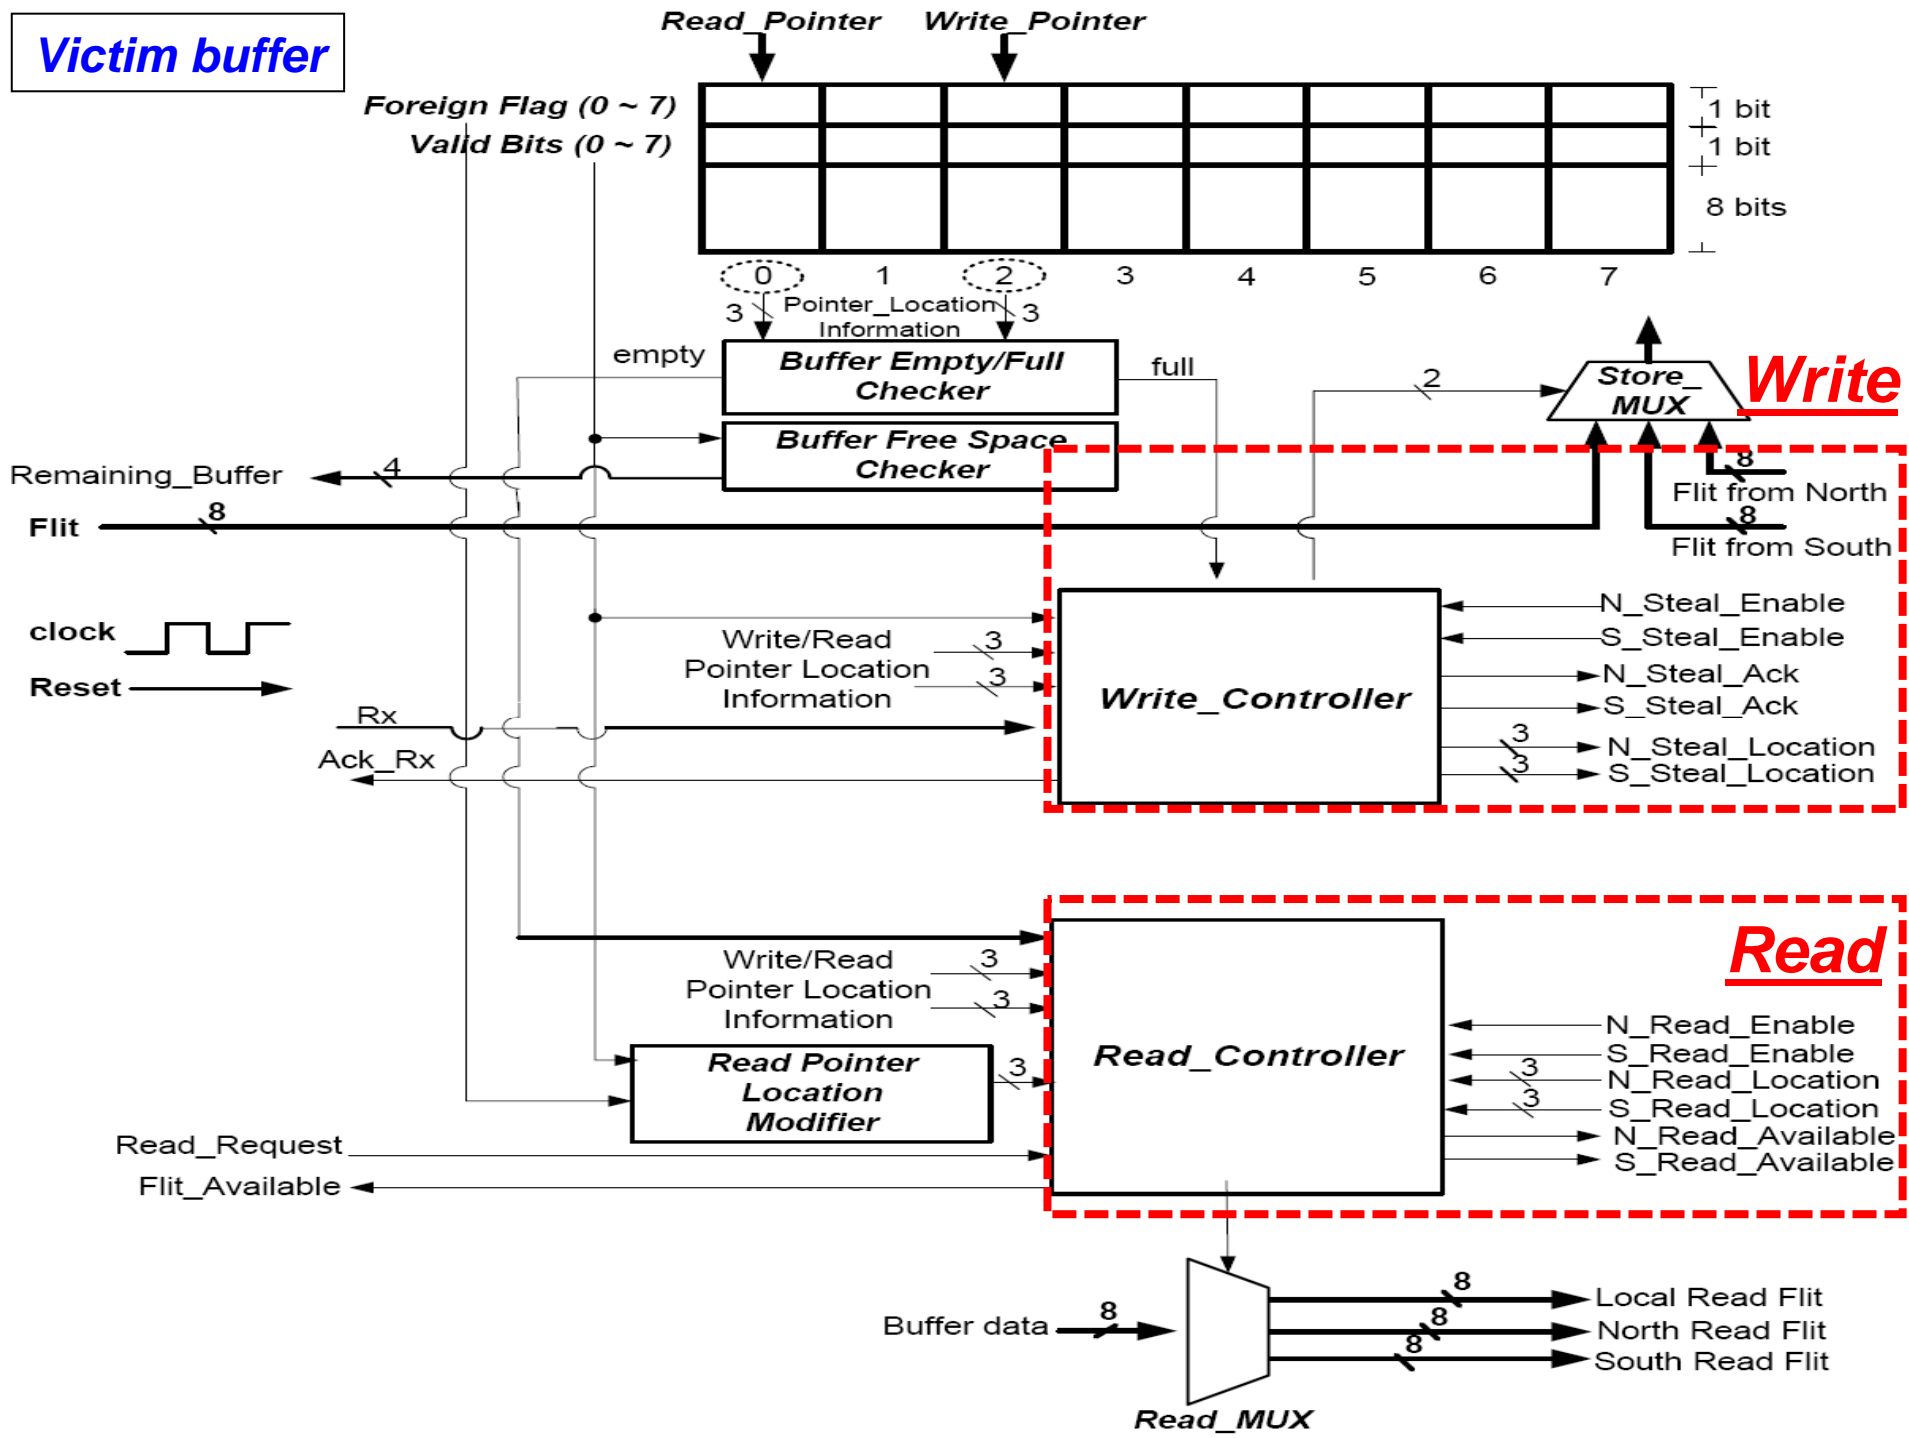 Victim buffer
Read_Pointer Write_Pointer
Foreign Flag (0 ~ 7)
1 bit
Valid Bits (0 ~ 7)
1 bit
8 bits
0 1 2 3 4 5 6 7
3 Pointer_Location 3
Information
empty
Buffer Empty/Full
Checker
full
2
Store_
MUX
Write
Buffer Free Space
Checker
Remaining_Buffer 4
8
Flit from North
Flit 8
8
Flit from South
clock
Reset
Write/Read
Pointer Location
Information
3
3
Rx
Ack_Rx
Write_Controller
N_Steal_Enable
S_Steal_Enable
N_Steal_Ack
S_Steal_Ack
3 N_Steal_Location
3 S_Steal_Location
Read
Write/Read
Pointer Location
Information
3
3
Read Pointer
Location
Modifier
3
Read_Controller
N_Read_Enable
S_Read_Enable
3 N_Read_Location
3 S_Read_Location
N_Read_Available
S_Read_Available
Read_Request
Flit_Available
Buffer data 8
8 Local Read Flit
8 North Read Flit
8 South Read Flit
Read_MUX